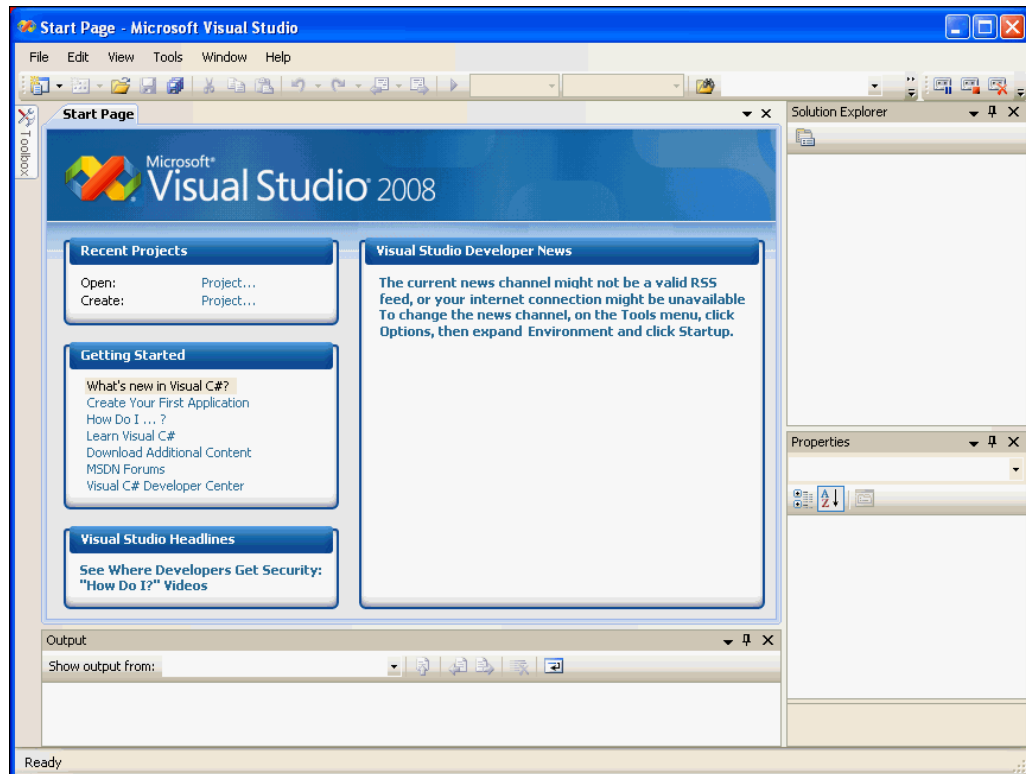 Start Page - Microsoft Visual Studio
File Edit View Tools Window Help
Toolbox
Start Page
Microsoft®
Visual Studio® 2008
Recent Projects
Open: Project...
Create: Project...
Getting Started
What's new in Visual C#?
Create Your First Application
How Do I ... ?
Learn Visual C#
Download Additional Content
MSDN Forums
Visual C# Developer Center
Visual Studio Headlines
See Where Developers Get Security:
"How Do I?" Videos
Visual Studio Developer News
The current news channel might not be a valid RSS
feed, or your internet connection might be unavailable
To change the news channel, on the Tools menu, click
Options, then expand Environment and click Startup.
Solution Explorer
Properties
A
Z
Output
Show output from:
Ready